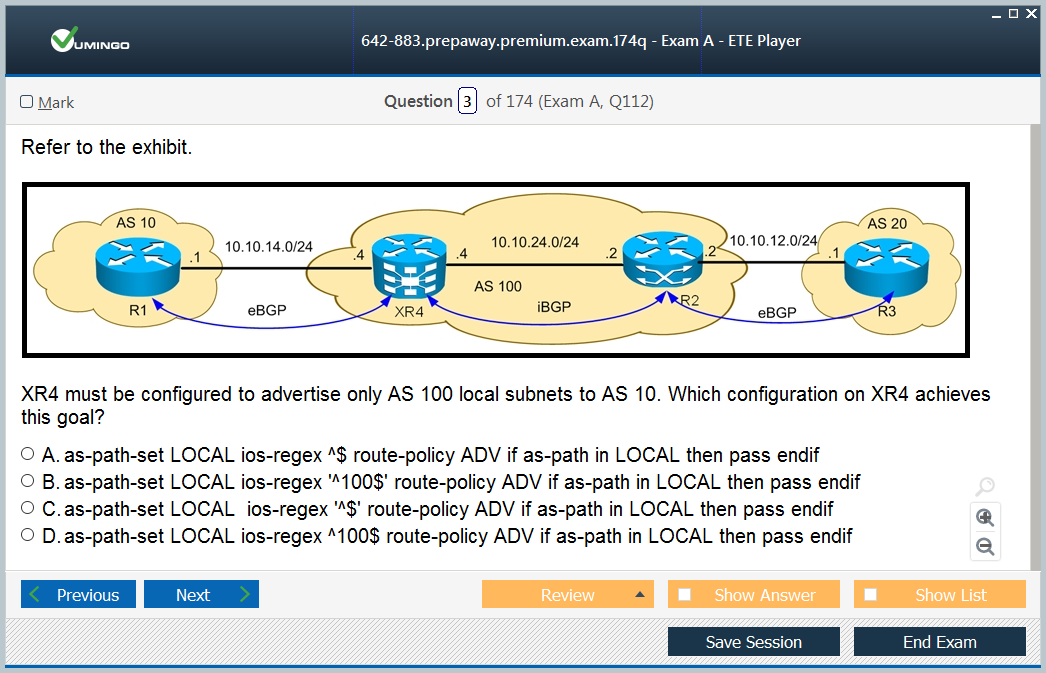 VUMINGO
642-883.prepaway.premium.exam.174q - Exam A - ETE Player
Mark
Question 3 of 174 (Exam A, Q112)
Refer to the exhibit.
AS 10
AS 20
10.10.14.0/24
10.10.24.0/24
10.10.12.0/24
.1
.4
.4
.2
.2
.1
AS 100
R1
eBGP
XR4
iBGP
R2
eBGP
R3
XR4 must be configured to advertise only AS 100 local subnets to AS 10. Which configuration on XR4 achieves
this goal?
A. as-path-set LOCAL ios-regex ^$ route-policy ADV if as-path in LOCAL then pass endif
B. as-path-set LOCAL ios-regex '^100$' route-policy ADV if as-path in LOCAL then pass endif
C. as-path-set LOCAL  ios-regex '^$' route-policy ADV if as-path in LOCAL then pass endif
D. as-path-set LOCAL ios-regex ^100$ route-policy ADV if as-path in LOCAL then pass endif
Previous
Next
Review
Show Answer
Show List
Save Session
End Exam